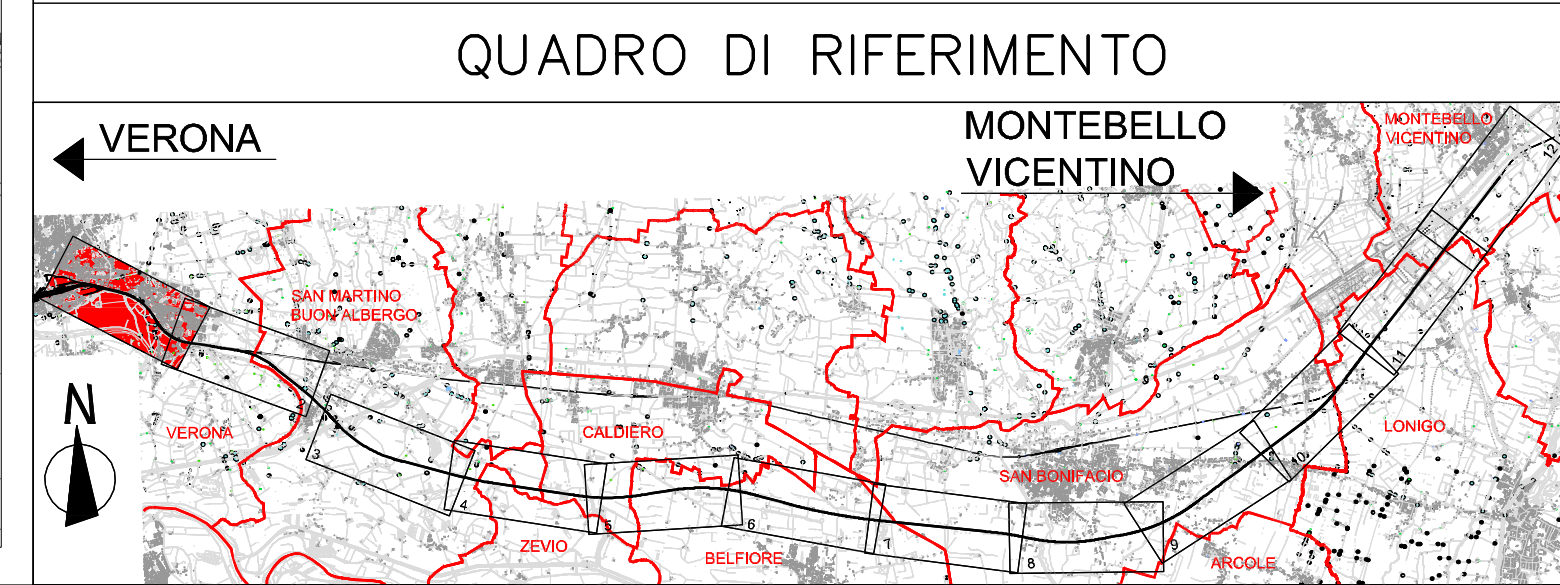 QUADRO DI RIFERIMENTO
VERONA
MONTEBELLO
VICENTINO
MONTEBELLO
VICENTINO
12
SAN MARTINO
BUON ALBERGO
N
VERONA
2
3
CALDIERO
SAN BONIFACIO
LONIGO
11
10
4
5
6
7
8
9
ZEVIO
BELFIORE
ARCOLE